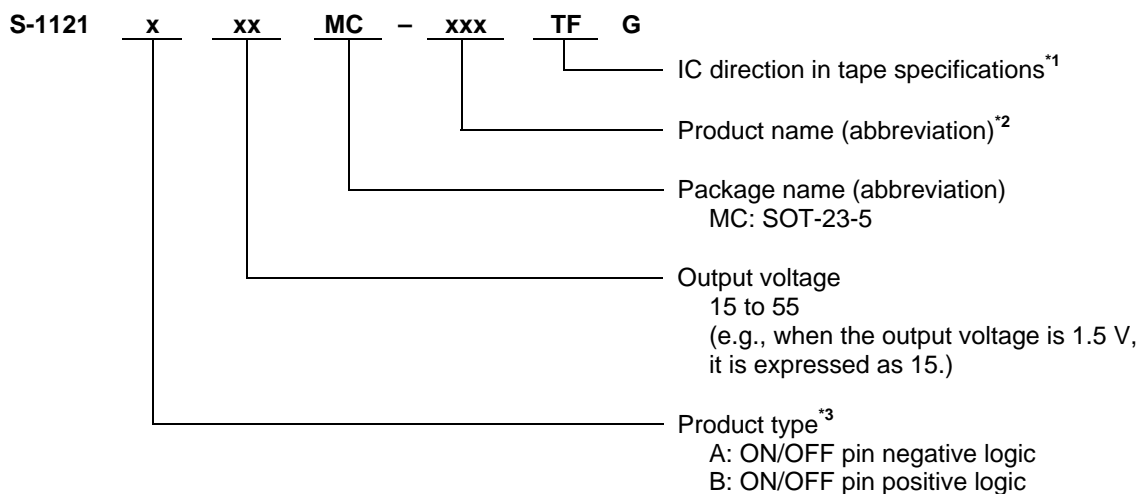 S-1121 x xx MC – xxx TF G
IC direction in tape specifications*1
Product name (abbreviation)*2
Package name (abbreviation)
MC: SOT-23-5
Output voltage
15 to 55
(e.g., when the output voltage is 1.5 V,
it is expressed as 15.)
Product type*3
A: ON/OFF pin negative logic
B: ON/OFF pin positive logic